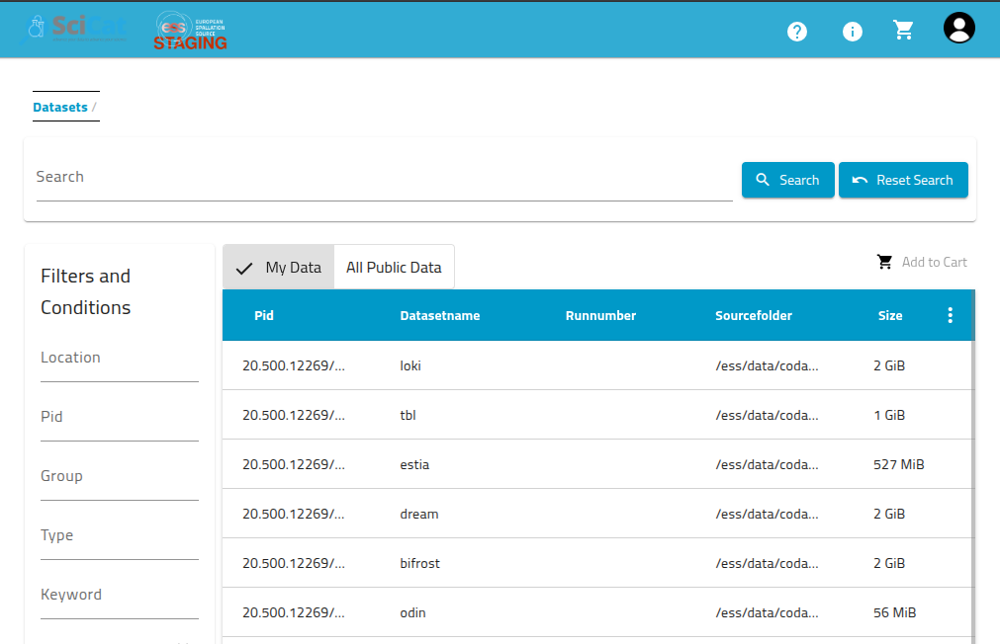 SciCat
ess
EUROPEAN
SPALLATION
SOURCE
STAGING
Datasets /
Search
Search
Reset Search
Filters and
Conditions
Location
Pid
Group
Type
Keyword
My Data
All Public Data
Add to Cart
Pid Datasetname Runnumber Sourcefolder Size
20.500.12269/... loki /ess/data/coda... 2 GiB
20.500.12269/... tbl /ess/data/coda... 1 GiB
20.500.12269/... estia /ess/data/coda... 527 MiB
20.500.12269/... dream /ess/data/coda... 2 GiB
20.500.12269/... bifrost /ess/data/coda... 2 GiB
20.500.12269/... odin /ess/data/coda... 56 MiB